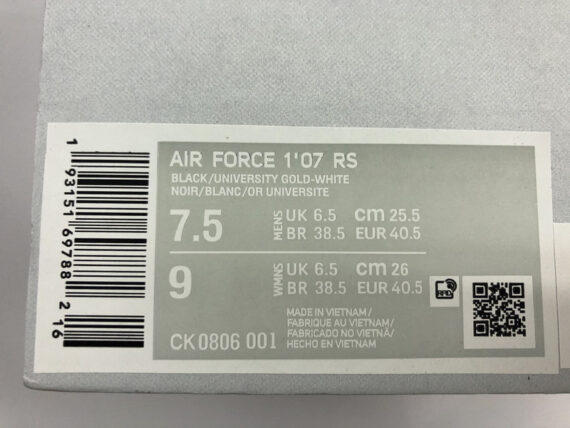 AIR FORCE 1'07 RS
BLACK/UNIVERSITY GOLD-WHITE
NOIR/BLANC/OR UNIVERSITE
7.5 MENS UK 6.5 cm 25.5
BR 38.5 EUR 40.5
9 WMNS UK 6.5 cm 26
BR 38.5 EUR 40.5
RFID
MADE IN VIETNAM/
FABRIQUE AU VIETNAM/
FABRICADO NO VIETNÃ/
HECHO EN VIETNAM
CK0806 001
1 93151 69788 2 16